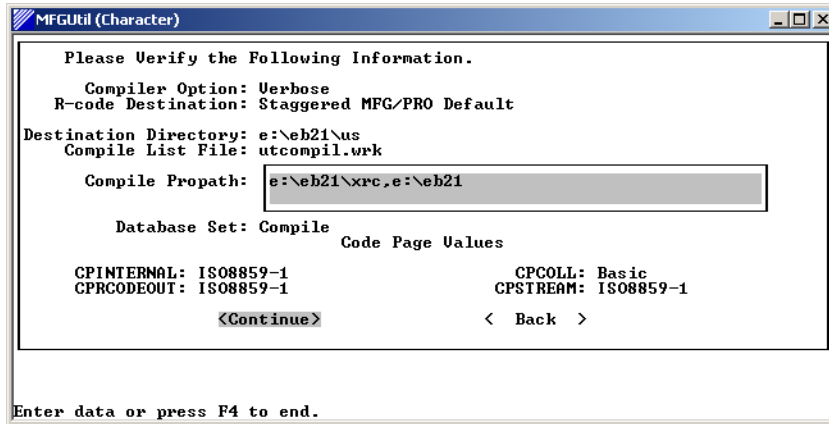 MFGUtil (Character)
Please Verify the Following Information.
Compiler Option: Verbose
R-code Destination: Staggered MFG/PRO Default
Destination Directory: e:\eb21\us
Compile List File: utcompil.wrk
Compile Propath: e:\eb21\xrc,e:\eb21
Database Set: Compile
Code Page Values
CPINTERNAL: ISO8859-1 CPCOLL: Basic
CPRCODEOUT: ISO8859-1 CPSTREAM: ISO8859-1
<Continue> < Back >
Enter data or press F4 to end.